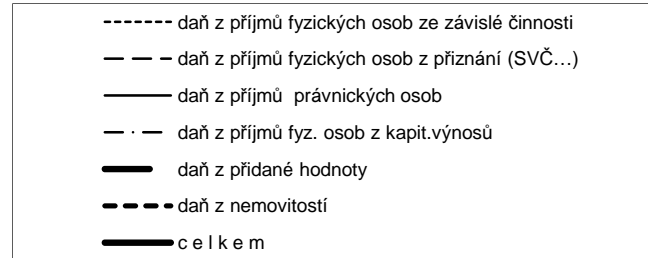 daň z příjmů fyzických osob ze závislé činnosti
daň z příjmů fyzických osob z přiznání (SVČ…)
daň z příjmů právnických osob
daň z příjmů fyz. osob z kapit.výnosů
daň z přidané hodnoty
daň z nemovitostí
c e l k e m